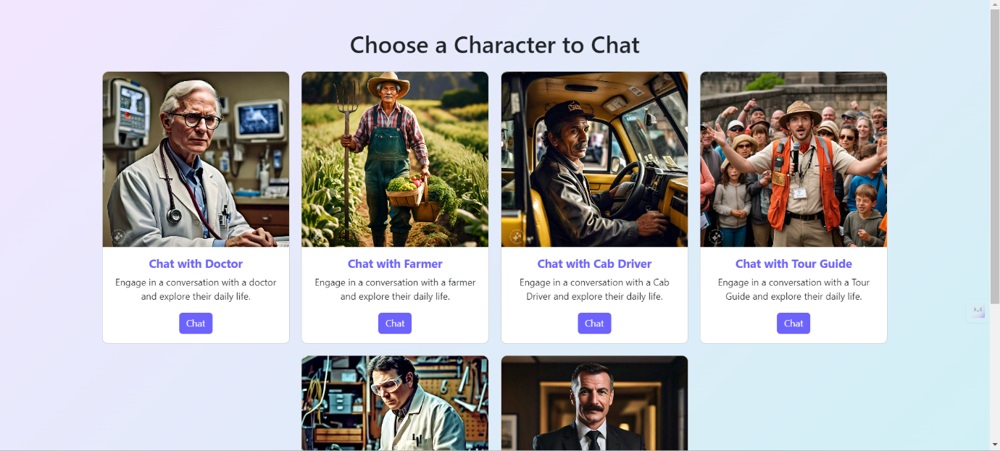 Choose a Character to Chat
Chat with Doctor
Engage in a conversation with a doctor
and explore their daily life.
Chat
Chat with Farmer
Engage in a conversation with a farmer
and explore their daily life.
Chat
Chat with Cab Driver
Engage in a conversation with a Cab
Driver and explore their daily life.
Chat
Chat with Tour Guide
Engage in a conversation with a Tour
Guide and explore their daily life.
Chat